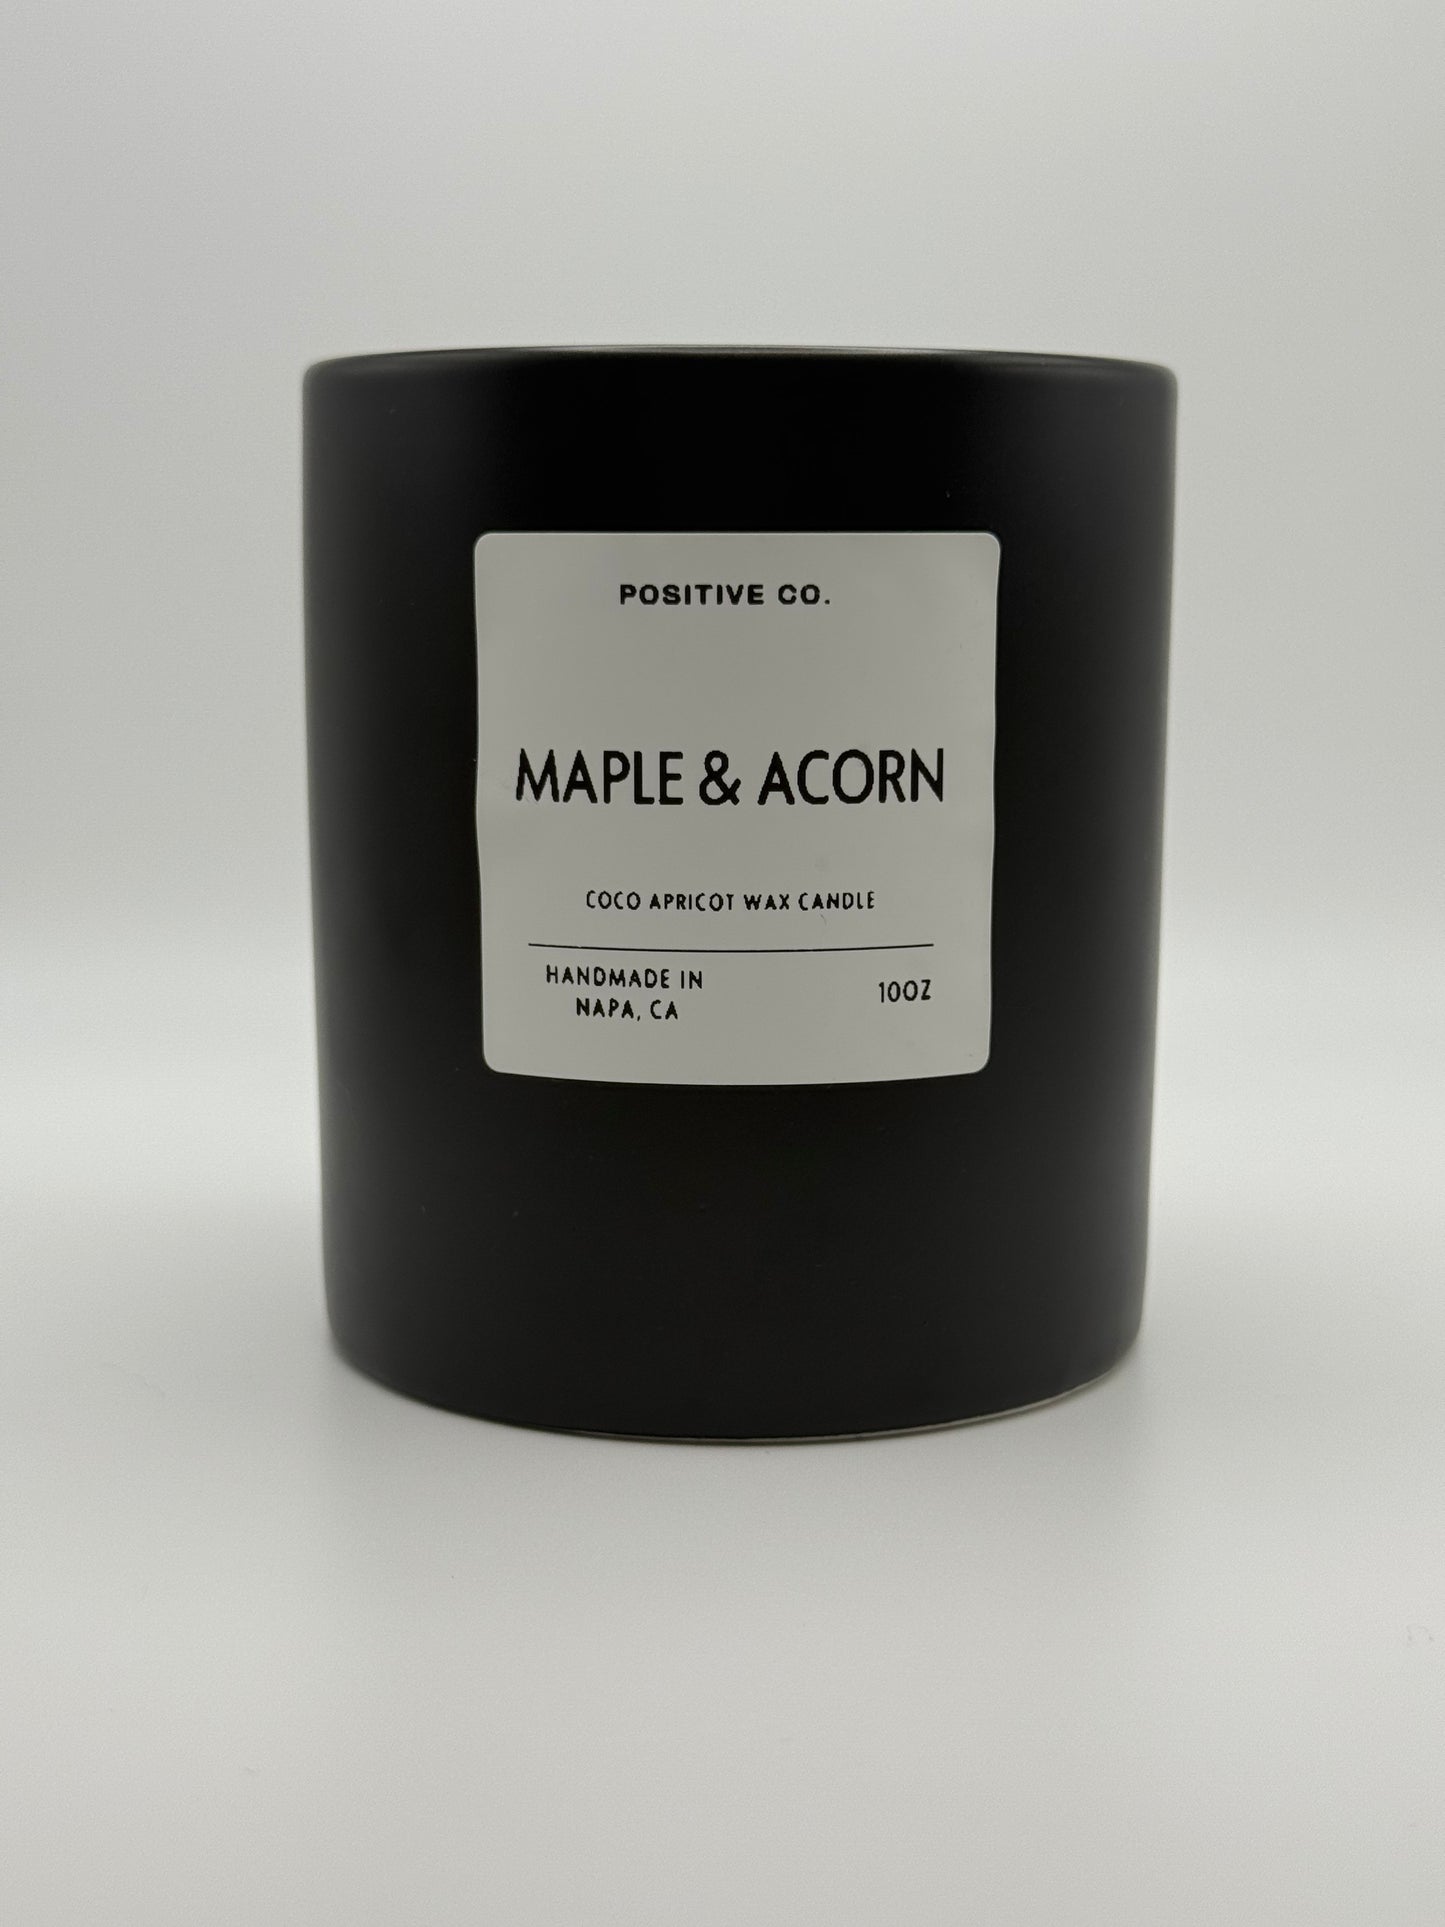 POSITIVE CO.
MAPLE & ACORN
COCO APRICOT WAX CANDLE
HANDMADE IN
NAPA, CA
10OZ